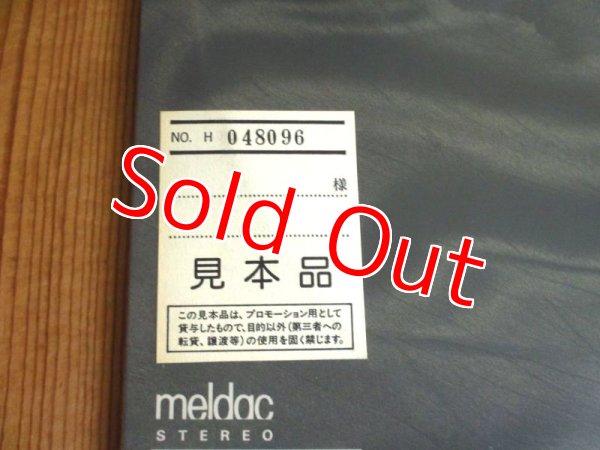 NO. H 048096
様
Sold Out
見本品
この見本品は、プロモーション用として
貸与したもので、目的以外(第三者への
転貸、譲渡等)の使用を固く禁じます。
meldac
STEREO